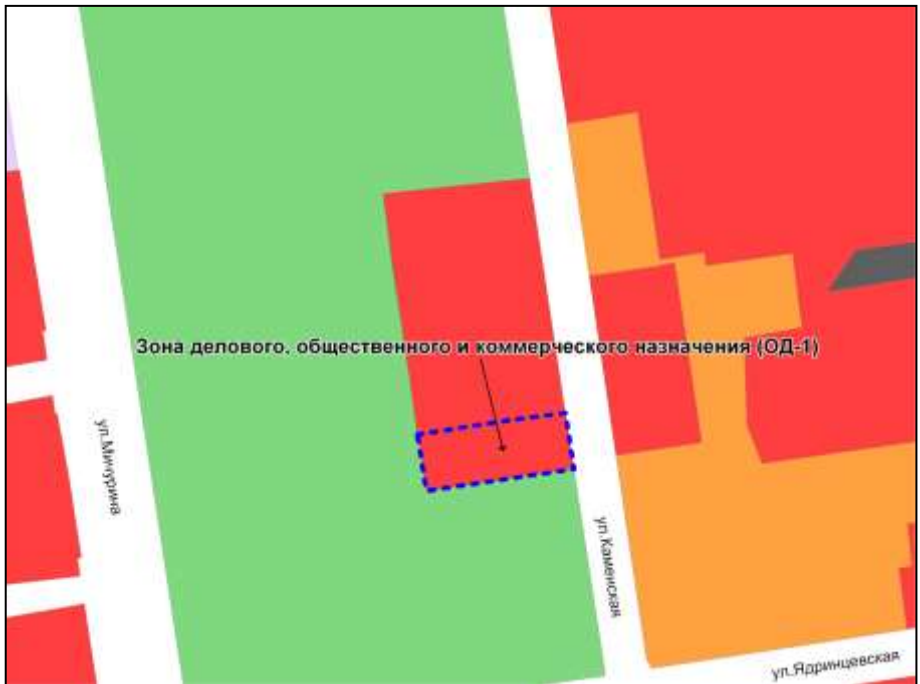 Зона делового, общественного и коммерческого назначения (ОД-1)
ул.Мичурина
ул.Каменская
ул.Ядринцевская